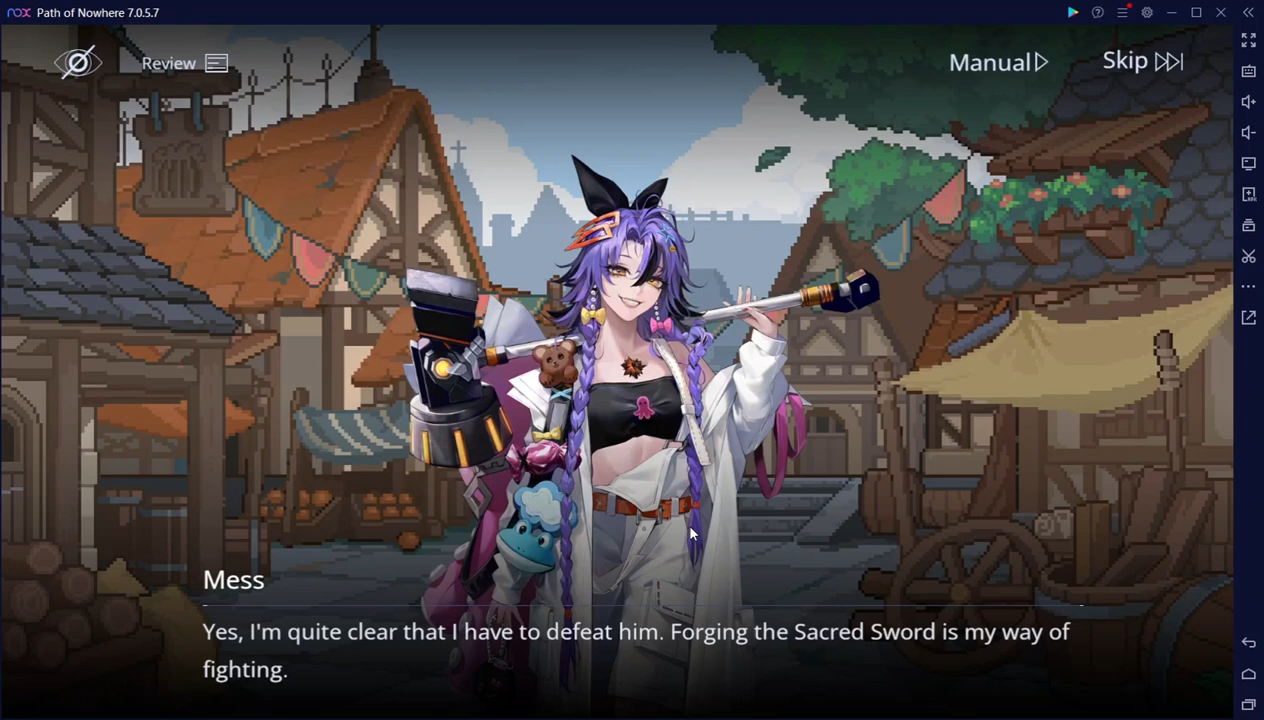 nox Path of Nowhere 7.0.5.7
Review
Manual
Skip
Mess
Yes, I'm quite clear that I have to defeat him. Forging the Sacred Sword is my way of
fighting.